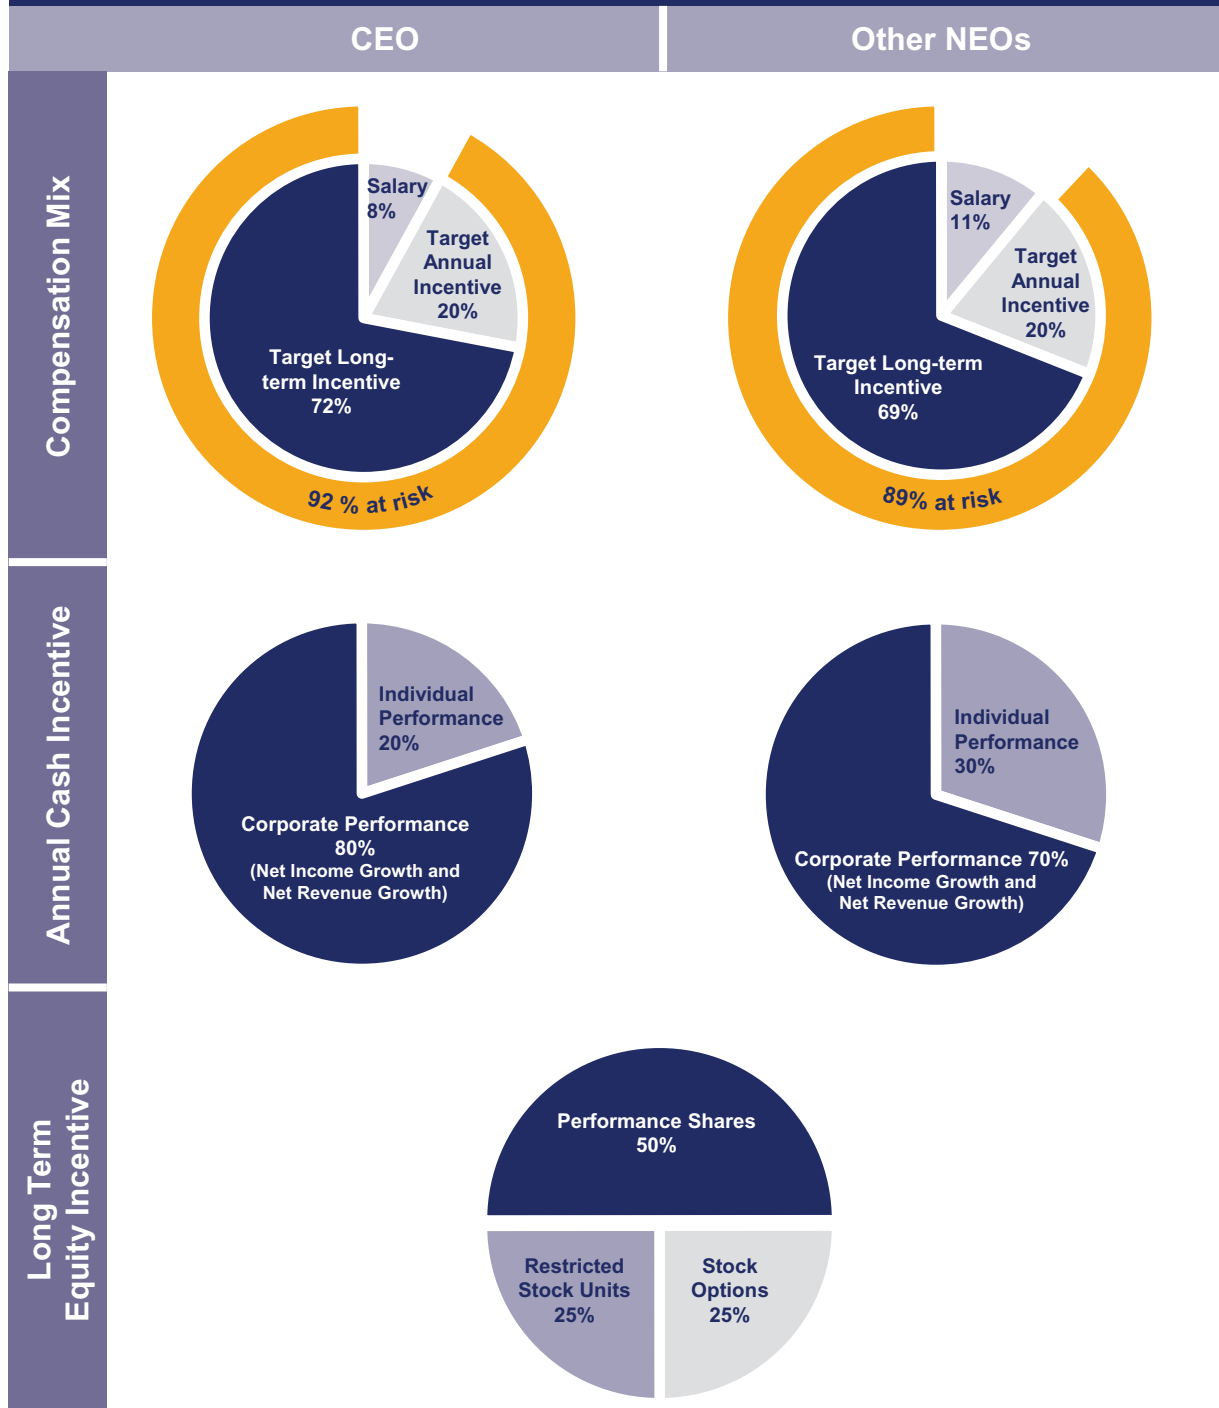 CEO
Other NEOs
Compensation Mix
Salary
8%
Target
Annual
Incentive
20%
Target Long-
term Incentive
72%
92 % at risk
Salary
11%
Target
Annual
Incentive
20%
Target Long-term
Incentive
69%
89% at risk
Annual Cash Incentive
Individual
Performance
20%
Corporate Performance
80%
(Net Income Growth and
Net Revenue Growth)
Individual
Performance
30%
Corporate Performance 70%
(Net Income Growth and
Net Revenue Growth)
Long Term
Equity Incentive
Performance Shares
50%
Restricted
Stock Units
25%
Stock
Options
25%